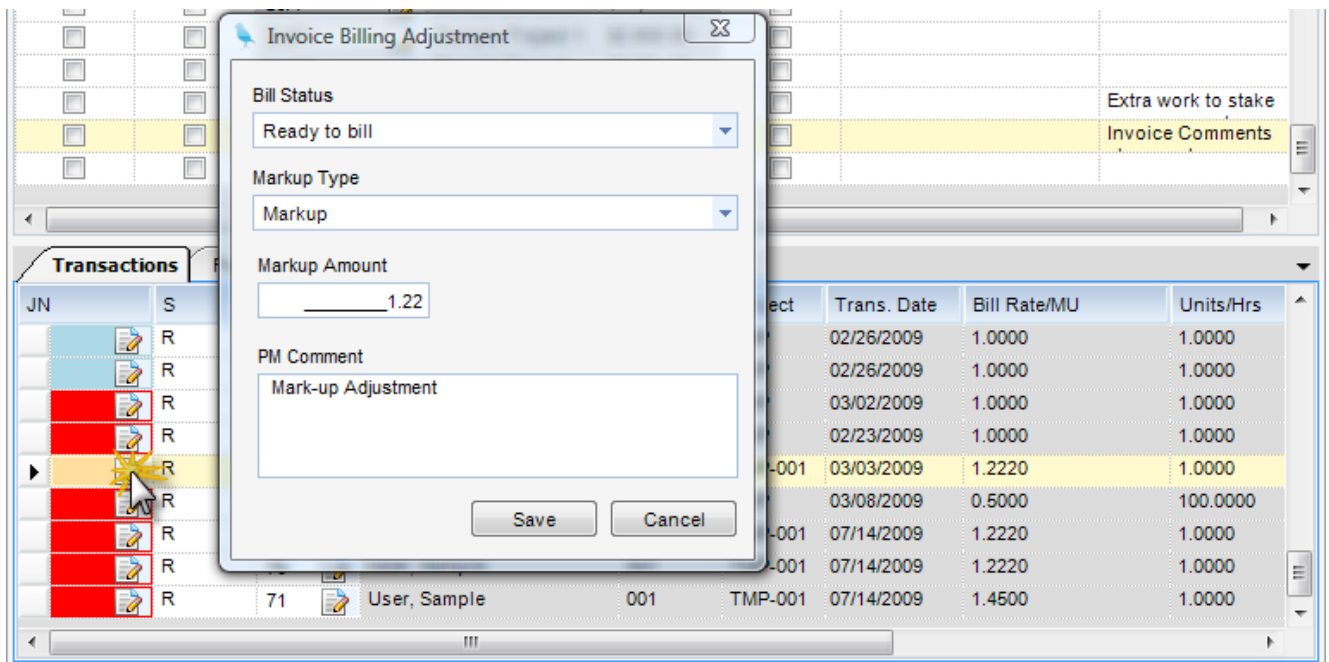 Invoice Billing Adjustment
Bill Status
Extra work to stake
Ready to bill
Invoice Comments
Markup Type
Markup
Transactions
Markup Amount
1.22
JN S ect Trans. Date Bill Rate/MU Units/Hrs
R 02/26/2009 1.0000 1.0000
PM Comment
R 02/26/2009 1.0000 1.0000
Mark-up Adjustment
R 03/02/2009 1.0000 1.0000
R 02/23/2009 1.0000 1.0000
R -001 03/03/2009 1.2220 1.0000
R 03/08/2009 0.5000 100.0000
Save Cancel
R -001 07/14/2009 1.2220 1.0000
R -001 07/14/2009 1.2220 1.0000
R 71 User, Sample 001 TMP-001 07/14/2009 1.4500 1.0000